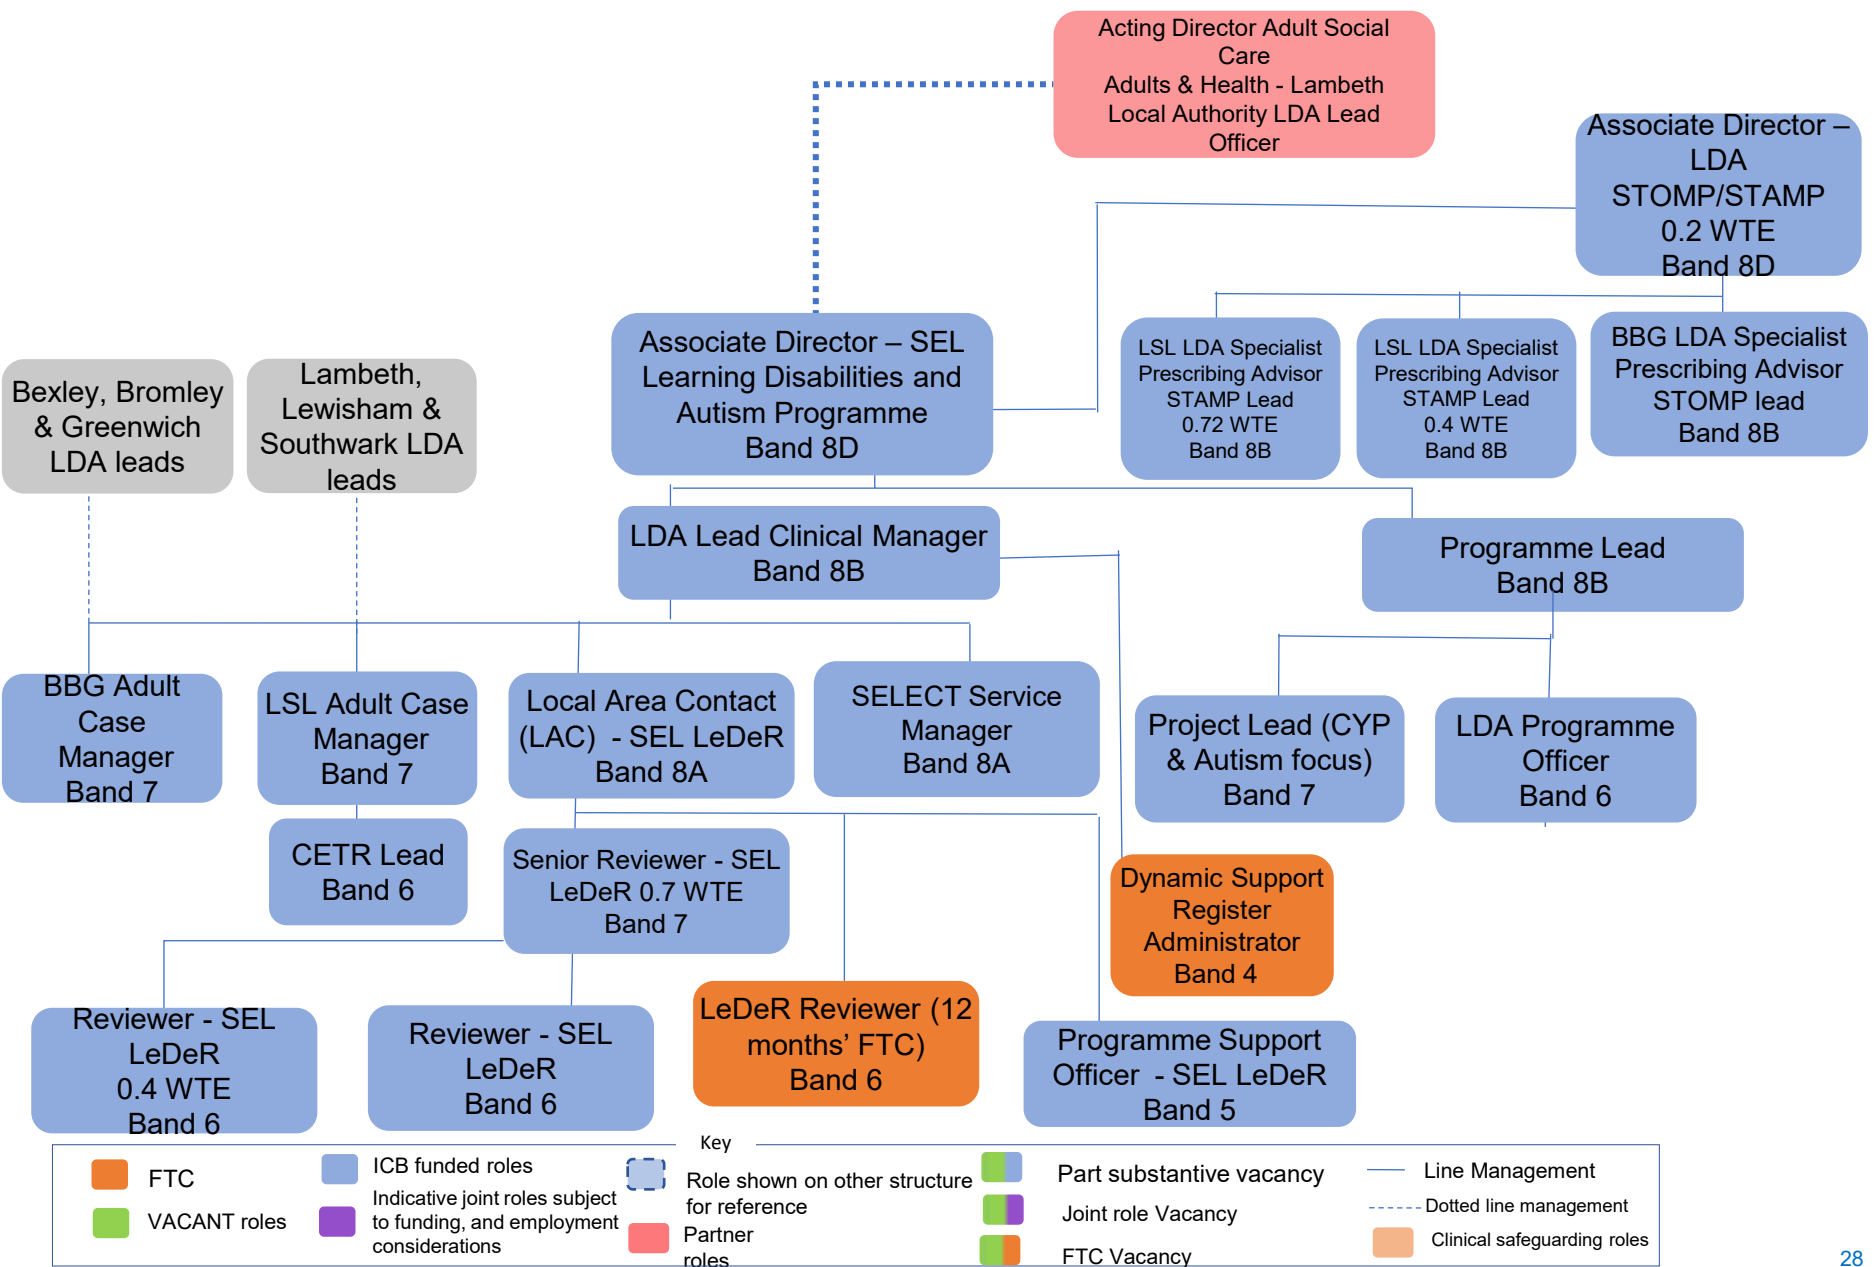 Acting Director Adult Social
Care
Adults & Health - Lambeth
Local Authority LDA Lead
Officer
Associate Director –
LDA
STOMP/STAMP
0.2 WTE
Band 8D
Associate Director – SEL
Learning Disabilities and
Autism Programme
Band 8D
LSL LDA Specialist
Prescribing Advisor
STAMP Lead
0.72 WTE
Band 8B
LSL LDA Specialist
Prescribing Advisor
STAMP Lead
0.4 WTE
Band 8B
BBG LDA Specialist
Prescribing Advisor
STOMP lead
Band 8B
Bexley, Bromley
& Greenwich
LDA leads
Lambeth,
Lewisham &
Southwark LDA
leads
LDA Lead Clinical Manager
Band 8B
Programme Lead
Band 8B
BBG Adult
Case
Manager
Band 7
LSL Adult Case
Manager
Band 7
Local Area Contact
(LAC)  - SEL LeDeR
Band 8A
SELECT Service
Manager
Band 8A
Project Lead (CYP
& Autism focus)
Band 7
LDA Programme
Officer
Band 6
CETR Lead
Band 6
Senior Reviewer - SEL
LeDeR 0.7 WTE
Band 7
Dynamic Support
Register
Administrator
Band 4
Reviewer - SEL
LeDeR
0.4 WTE
Band 6
Reviewer - SEL
LeDeR
Band 6
LeDeR Reviewer (12
months’ FTC)
Band 6
Programme Support
Officer  - SEL LeDeR
Band 5
Key
FTC
VACANT roles
ICB funded roles
Indicative joint roles subject
to funding, and employment
considerations
Role shown on other structure
for reference
Partner
roles
Part substantive vacancy
Joint role Vacancy
FTC Vacancy
Line Management
Dotted line management
Clinical safeguarding roles
28